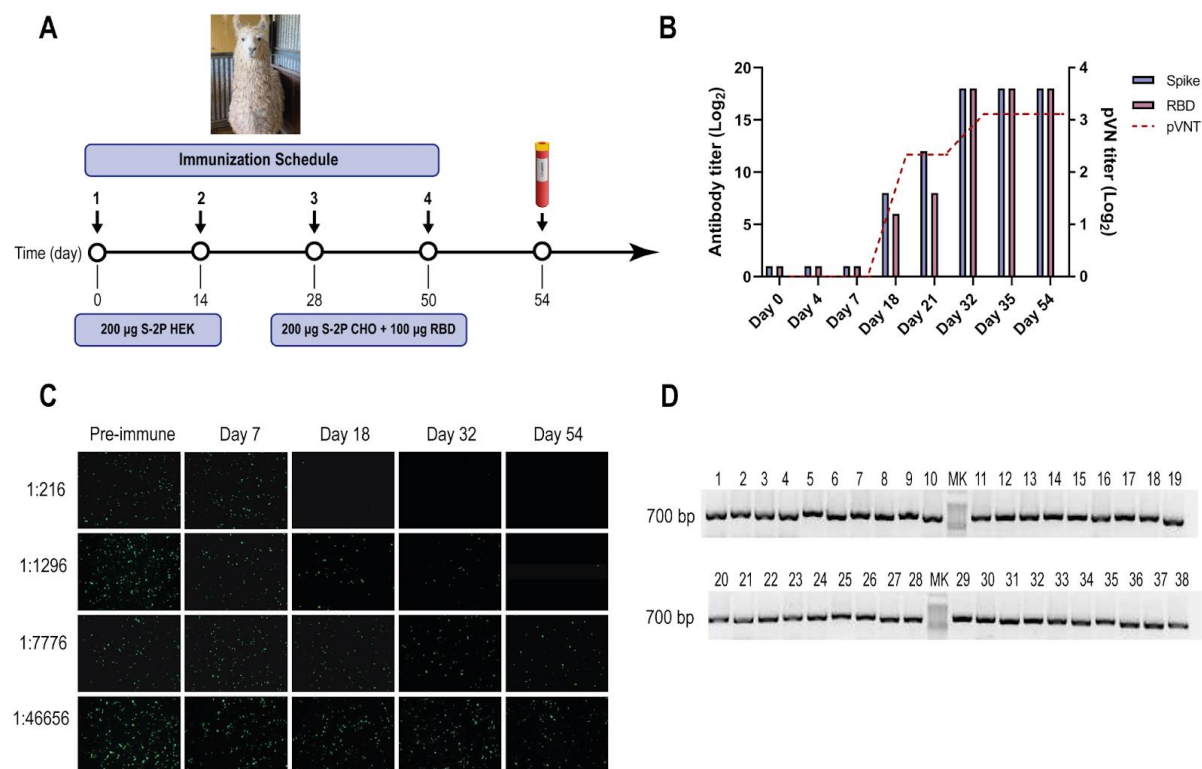 A
Immunization Schedule
1 2 3 4
Time (day)
0 14 28 50 54
200 µg S-2P HEK
200 µg S-2P CHO + 100 µg RBD
B
Antibody titer (Log2)
20
15
10
5
0
4
3
2
1
0
pVN titer (Log2)
Spike
RBD
pVNT
Day 0 Day 4 Day 7 Day 18 Day 21 Day 32 Day 35 Day 54
C
Pre-immune Day 7 Day 18 Day 32 Day 54
1:216
1:1296
1:7776
1:46656
D
1 2 3 4 5 6 7 8 9 10 MK 11 12 13 14 15 16 17 18 19
700 bp
20 21 22 23 24 25 26 27 28 MK 29 30 31 32 33 34 35 36 37 38
700 bp